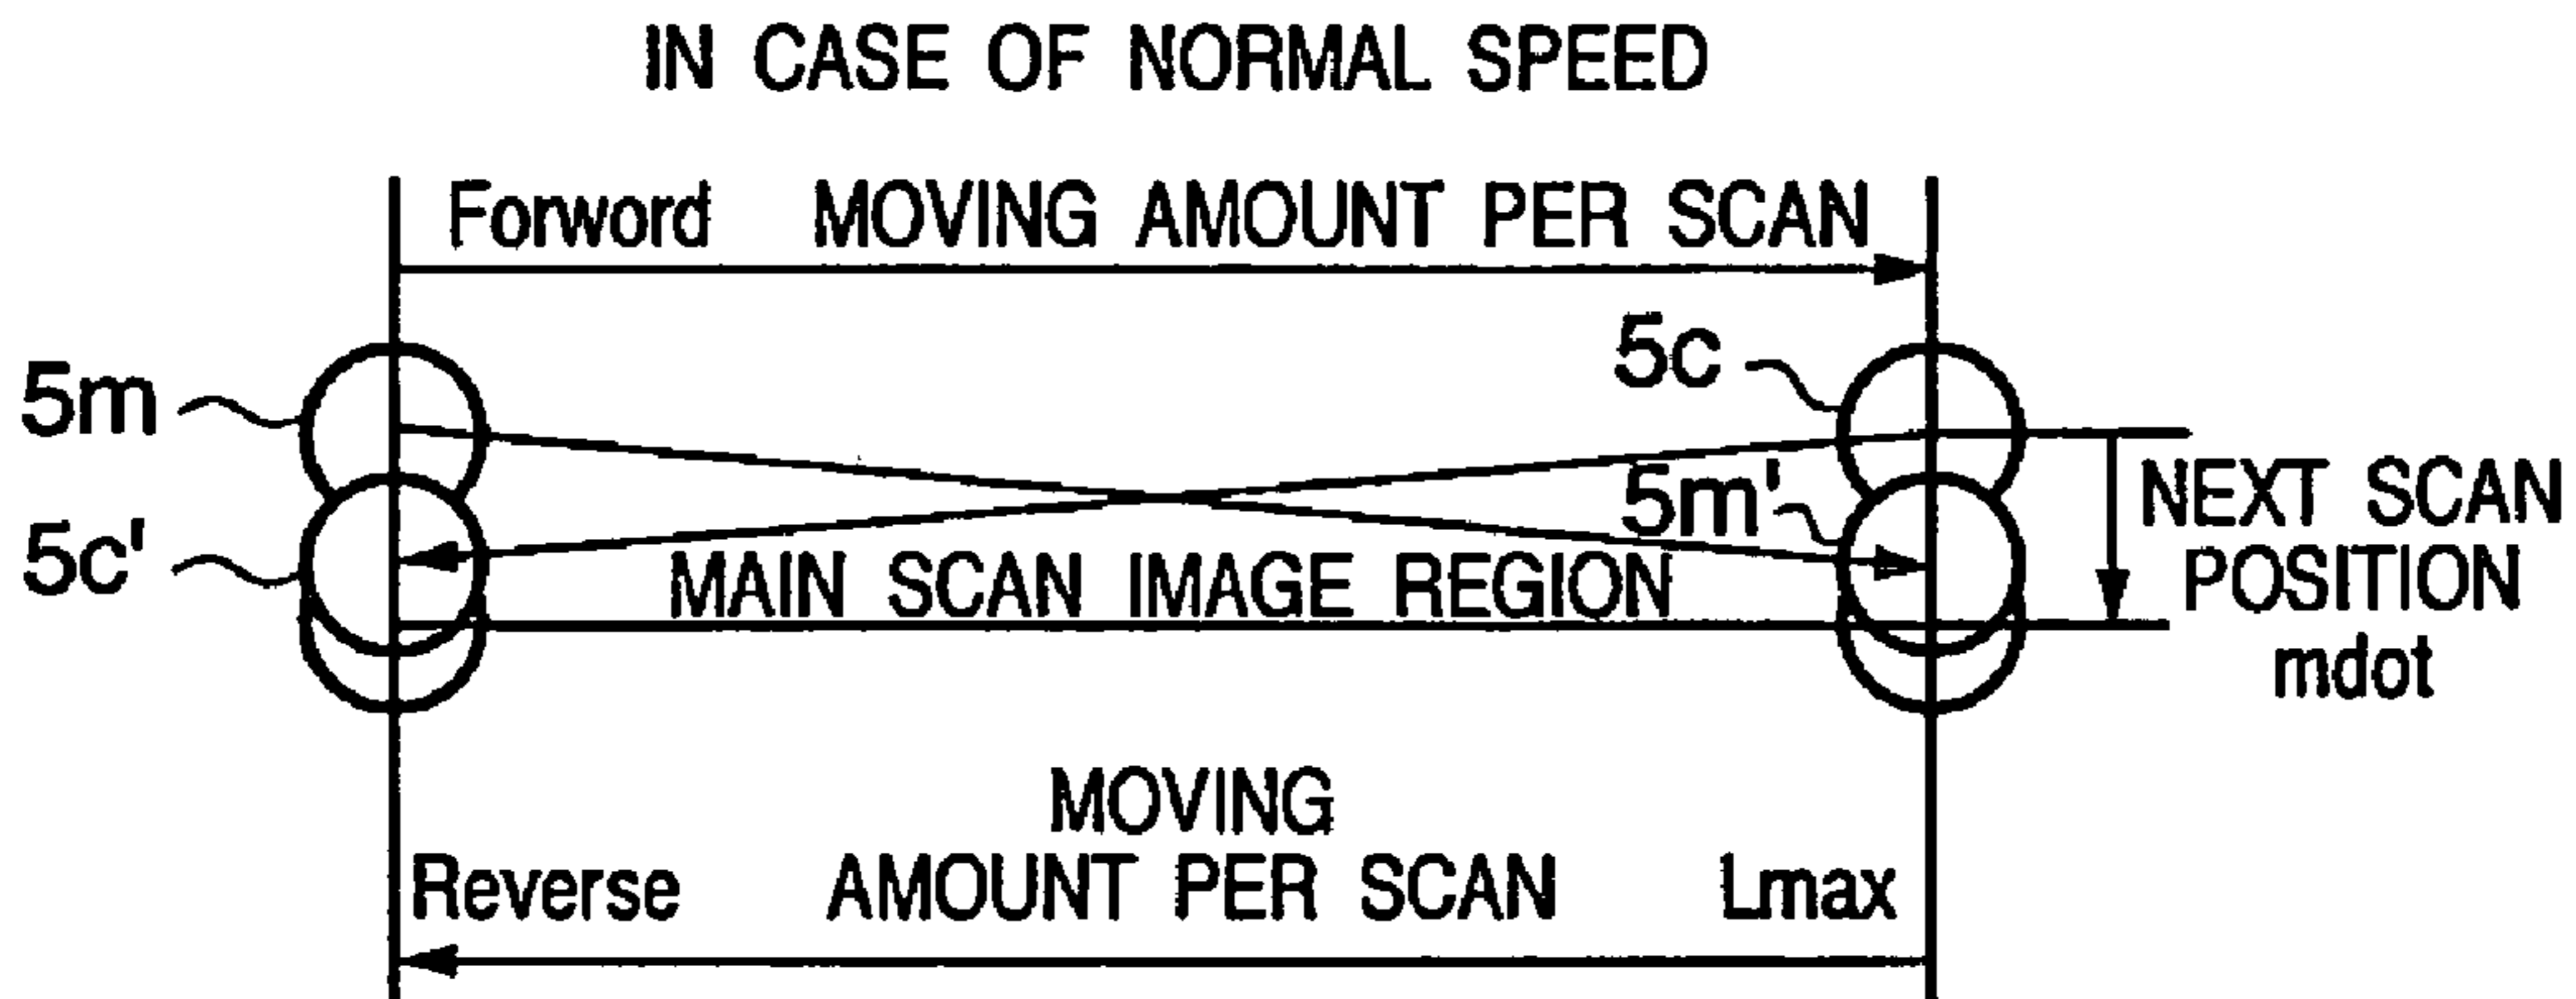 IN CASE OF NORMAL SPEED
Forword MOVING AMOUNT PER SCAN
5c
5m
5m'
NEXT SCAN
POSITION
mdot
5c'
MAIN SCAN IMAGE REGION
MOVING
Reverse AMOUNT PER SCAN Lmax